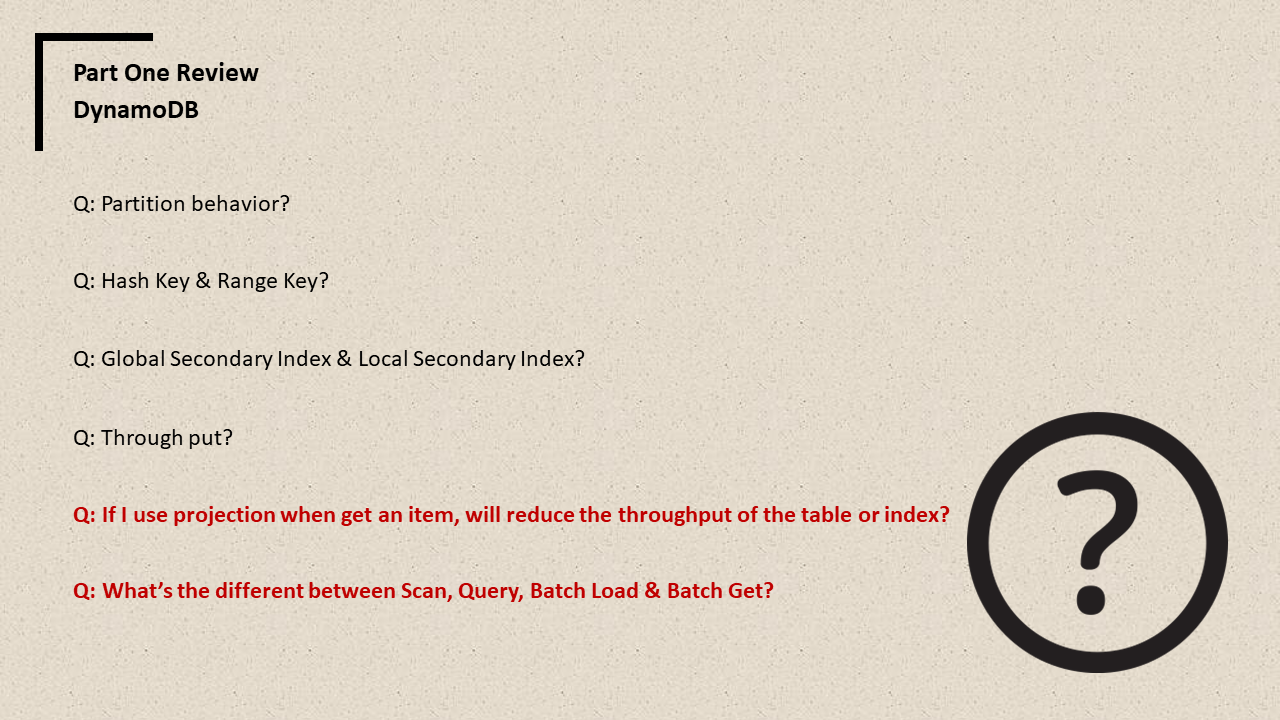 Part One Review
DynamoDB
Q: Partition behavior?
Q: Hash Key & Range Key?
Q: Global Secondary Index & Local Secondary Index?
Q: Through put?
Q: If I use projection when get an item, will reduce the throughput of the table or index?
Q: What’s the different between Scan, Query, Batch Load & Batch Get?
?